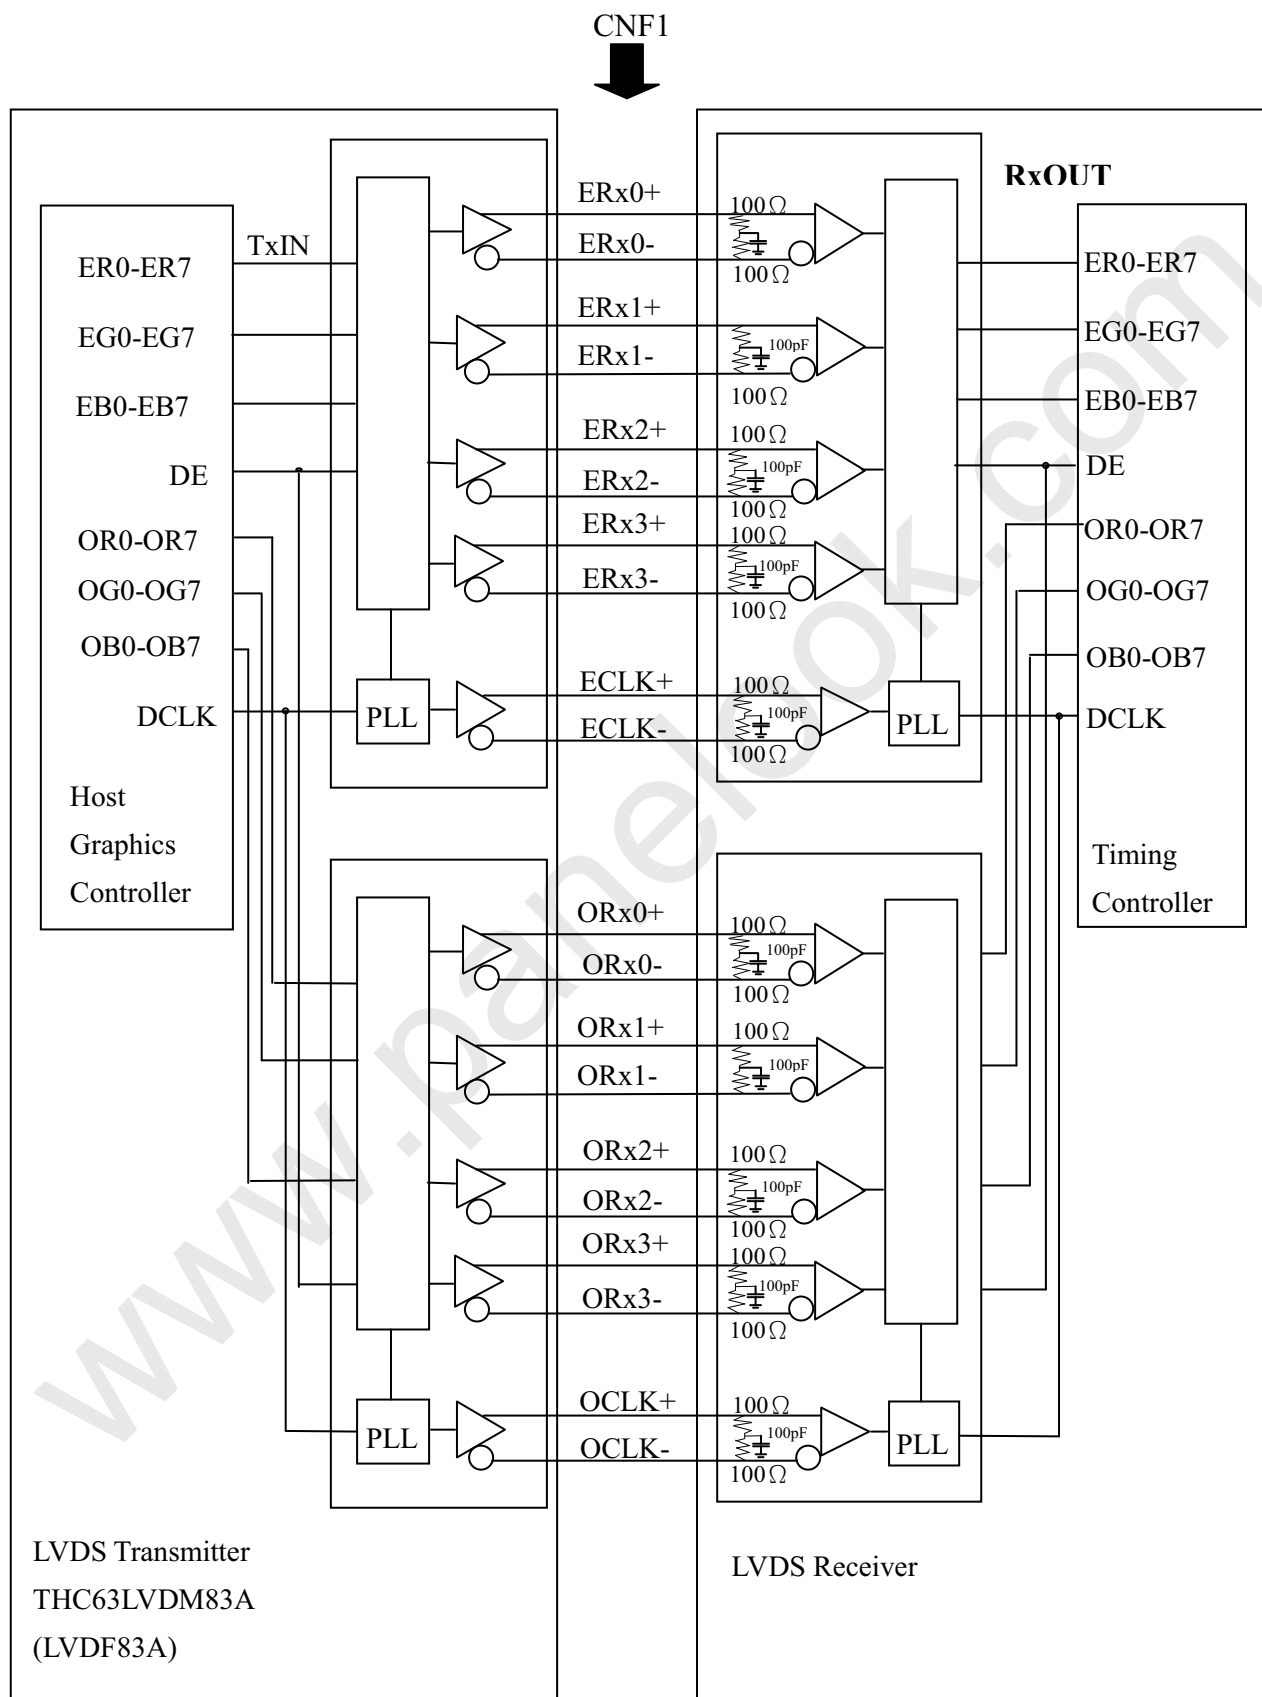 CNF1
RxOUT
TxIN
ER0-ER7
EG0-EG7
EB0-EB7
DE
OR0-OR7
OG0-OG7
OB0-OB7
DCLK
Host
Graphics
Controller
PLL
ERx0+
ERx0-
ERx1+
ERx1-
ERx2+
ERx2-
ERx3+
ERx3-
ECLK+
ECLK-
100Ω
100Ω
100pF
100Ω
100Ω
100pF
100Ω
100Ω
100pF
100Ω
100Ω
100pF
100Ω
PLL
ER0-ER7
EG0-EG7
EB0-EB7
DE
OR0-OR7
OG0-OG7
OB0-OB7
DCLK
Timing
Controller
PLL
ORx0+
ORx0-
ORx1+
ORx1-
ORx2+
ORx2-
ORx3+
ORx3-
OCLK+
OCLK-
100Ω
100pF
100Ω
100Ω
100pF
100Ω
100Ω
100pF
100Ω
100Ω
100pF
100Ω
100Ω
100pF
100Ω
PLL
LVDS Transmitter
THC63LVDM83A
(LVDF83A)
LVDS Receiver
www.panelook.com